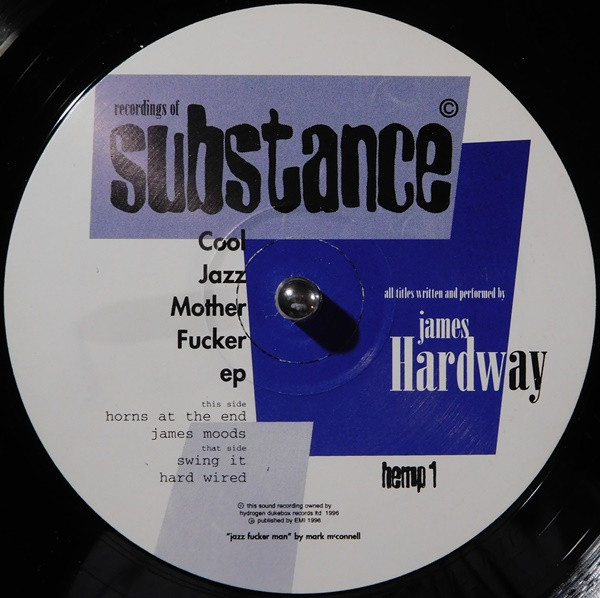 recordings of
©
substance
Cool
Jazz
Mother
Fucker
ep
all titles written and performed by
james
Hardway
this side
horns at the end
james moods
that side
swing it
hard wired
hemp 1
℗ this sound recording owned by
hydrogen dukebox records ltd 1996
© published by EMI 1996
"jazz fucker man" by mark mcconnell